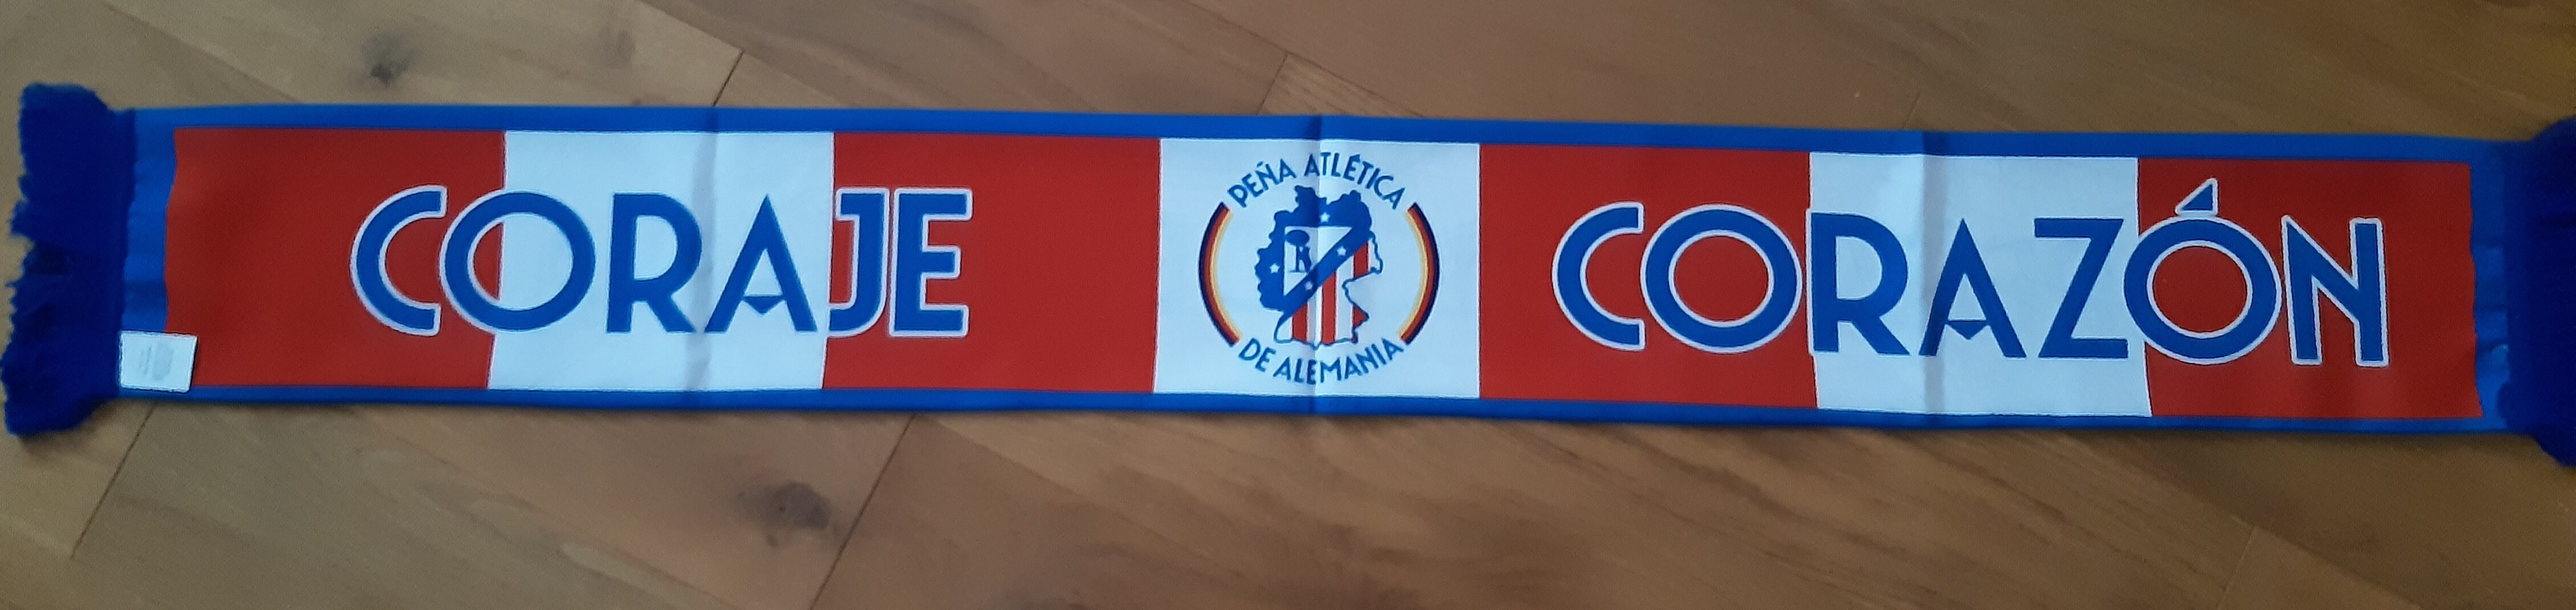 CORAJE
PEÑA ATLÉTICA
DE ALEMANIA
CORAZÓN